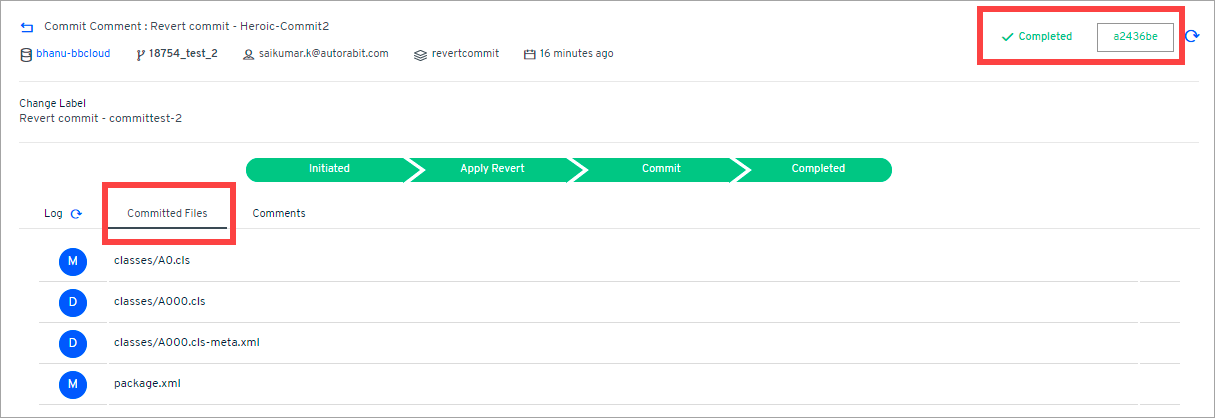 Commit Comment : Revert commit - Heroic-Commit2
bhanu-bbcloud 18754_test_2 saikumar.k@autorabit.com revertcommit 16 minutes ago
Completed a2436be
Change Label
Revert commit - committest-2
Initiated Apply Revert Commit Completed
Log Committed Files Comments
M classes/A0.cls
D classes/A000.cls
D classes/A000.cls-meta.xml
M package.xml